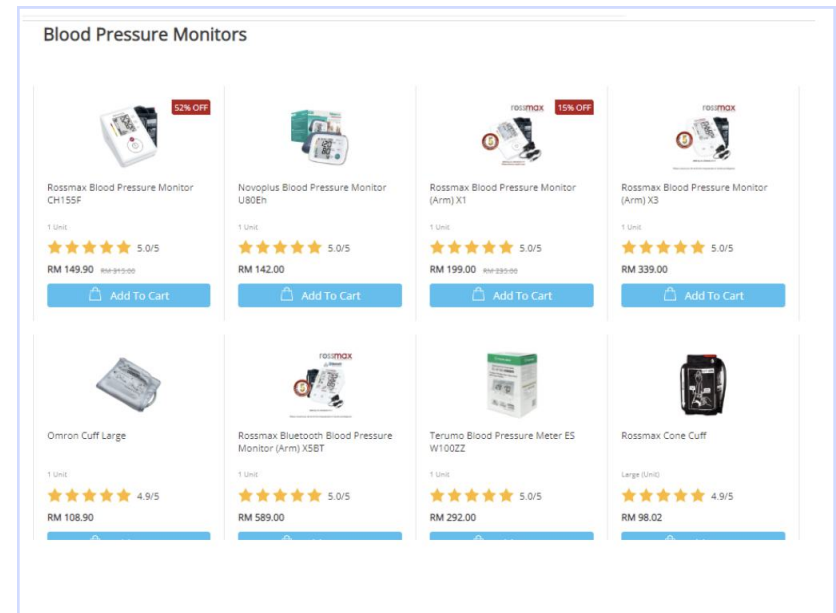 Blood Pressure Monitors
52% OFF
rossmax
15% OFF
rossmax
Rossmax Blood Pressure Monitor
CH155F
Novoplus Blood Pressure Monitor
U80Eh
Rossmax Blood Pressure Monitor
(Arm) X1
Rossmax Blood Pressure Monitor
(Arm) X3
1 Unit
1 Unit
1 Unit
1 Unit
5.0/5
5.0/5
5.0/5
5.0/5
RM 149.90 RM 315.00
RM 142.00
RM 199.00 RM 235.00
RM 339.00
Add To Cart
Add To Cart
Add To Cart
Add To Cart
rossmax
Omron Cuff Large
Rossmax Bluetooth Blood Pressure
Monitor (Arm) X5BT
Terumo Blood Pressure Meter ES
W100ZZ
Rossmax Cone Cuff
1 Unit
1 Unit
1 Unit
Large (Unit)
4.9/5
5.0/5
5.0/5
4.9/5
RM 108.90
RM 589.00
RM 292.00
RM 98.02